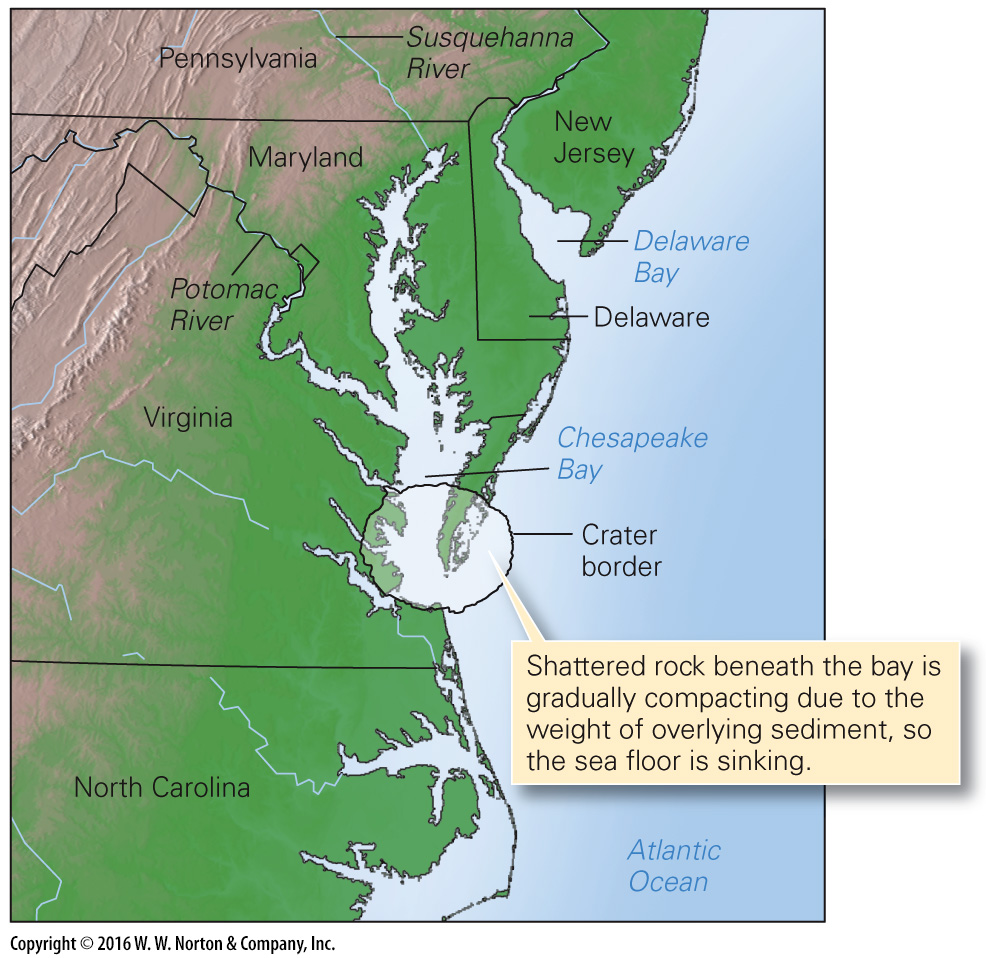 Pennsylvania
Susquehanna
River
New
Jersey
Maryland
Delaware
Bay
Potomac
River
Delaware
Virginia
Chesapeake
Bay
Crater
border
Shattered rock beneath the bay is
gradually compacting due to the
weight of overlying sediment, so
the sea floor is sinking.
North Carolina
Atlantic
Ocean
Copyright © 2016 W. W. Norton & Company, Inc.